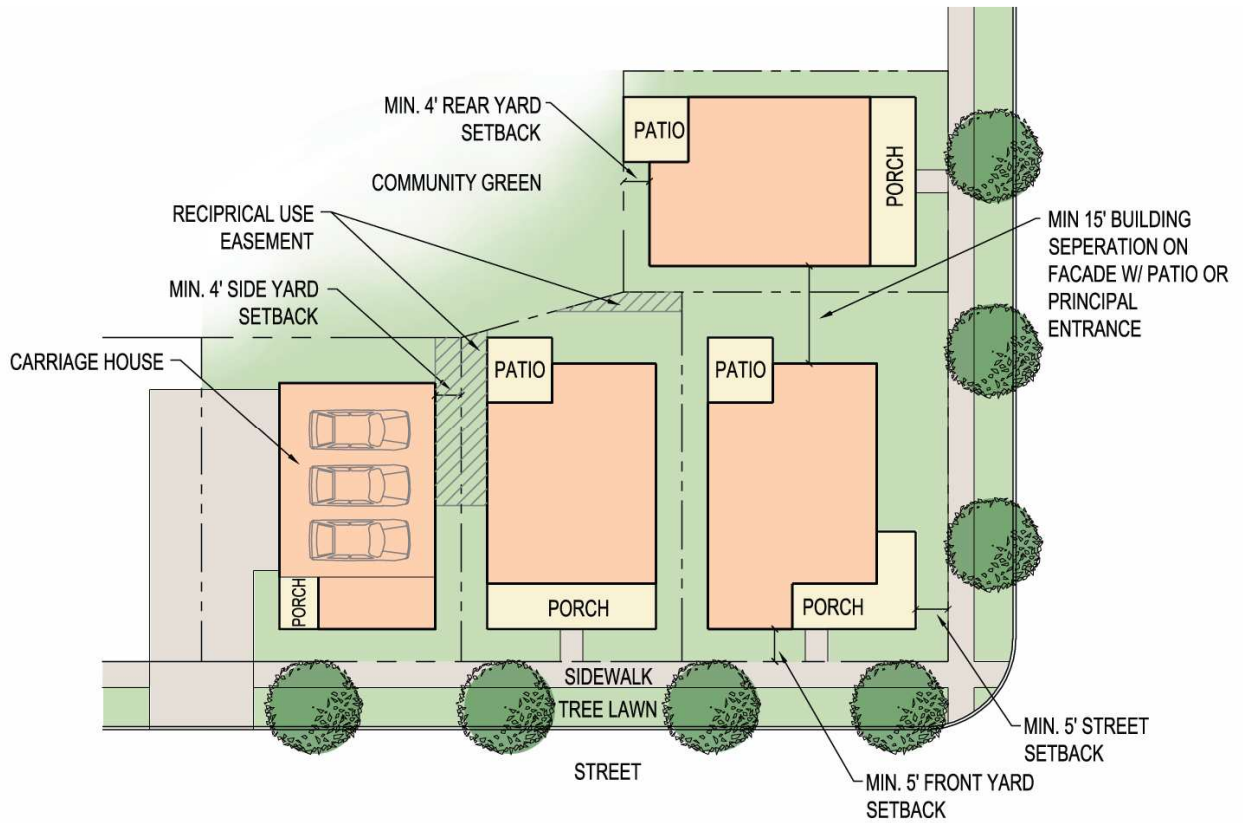 MIN. 4' REAR YARD
SETBACK
PATIO
PORCH
COMMUNITY GREEN
RECIPRICAL USE
EASEMENT
MIN 15' BUILDING
SEPERATION ON
FACADE W/ PATIO OR
PRINCIPAL
ENTRANCE
MIN. 4' SIDE YARD
SETBACK
CARRIAGE HOUSE
PATIO
PATIO
PORCH
PORCH
PORCH
SIDEWALK
TREE LAWN
STREET
MIN. 5' STREET
SETBACK
MIN. 5' FRONT YARD
SETBACK